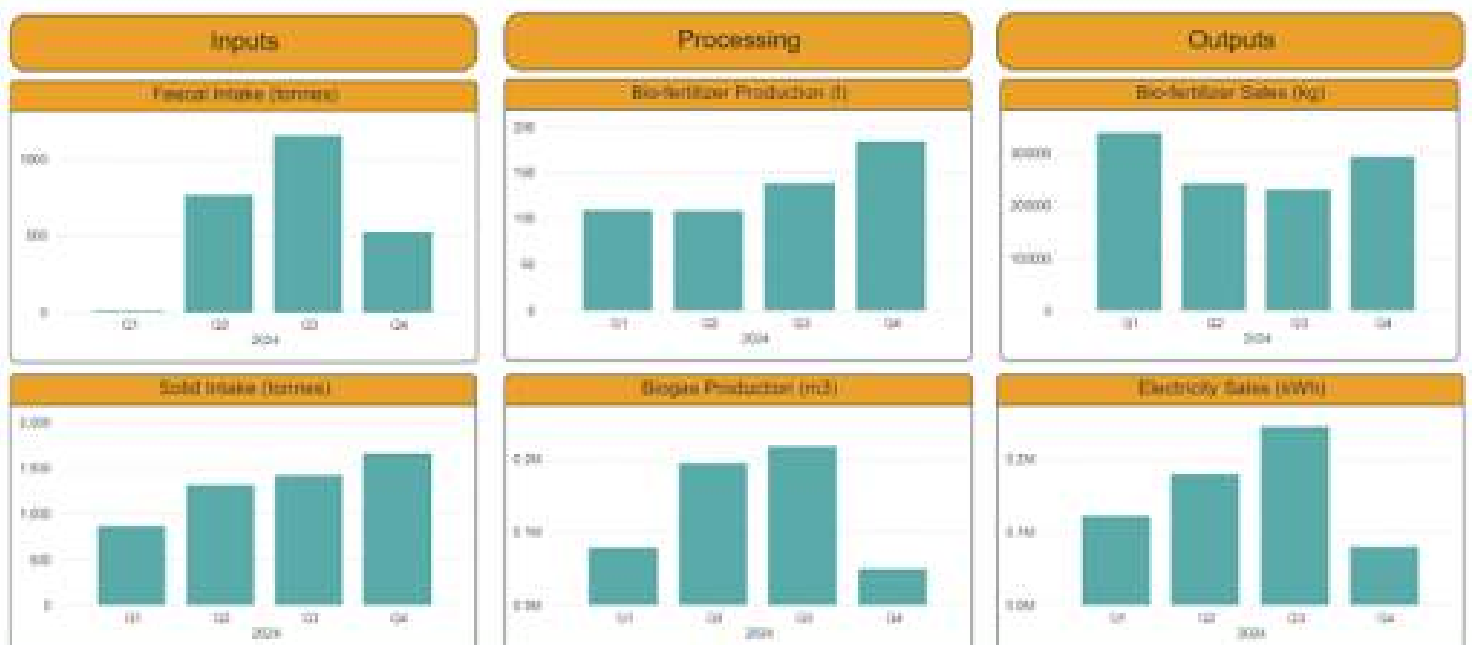 Inputs
Processing
Outputs
Faecal Intake (tonnes)
Bio-fertilizer Production (t)
Bio-fertilizer Sales (kg)
1000
500
0
Q1 Q2 Q3 Q4
2024
200
150
100
50
0
Q1 Q2 Q3 Q4
2024
300000
200000
100000
0
Q1 Q2 Q3 Q4
2024
Solid Intake (tonnes)
Biogas Production (m3)
Electricity Sales (kWh)
2,000
1,500
1,000
500
0
Q1 Q2 Q3 Q4
2024
0.2M
0.1M
0.0M
Q1 Q2 Q3 Q4
2024
0.2M
0.1M
0.0M
Q1 Q2 Q3 Q4
2024